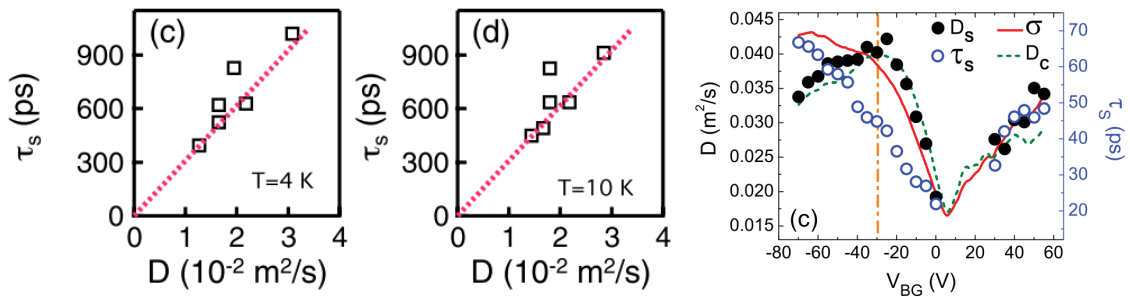 (c)
τs (ps)
900
600
300
0
T=4 K
0 1 2 3 4
D (10-2 m2/s)
(d)
τs (ps)
900
600
300
0
T=10 K
0 1 2 3 4
D (10-2 m2/s)
D (m2/s)
0.045
0.040
0.035
0.030
0.025
0.020
0.015
Ds σ
τs Dc
(c)
70
60
50
40
30
20
τS (ps)
-80 -60 -40 -20 0 20 40 60
VBG (V)